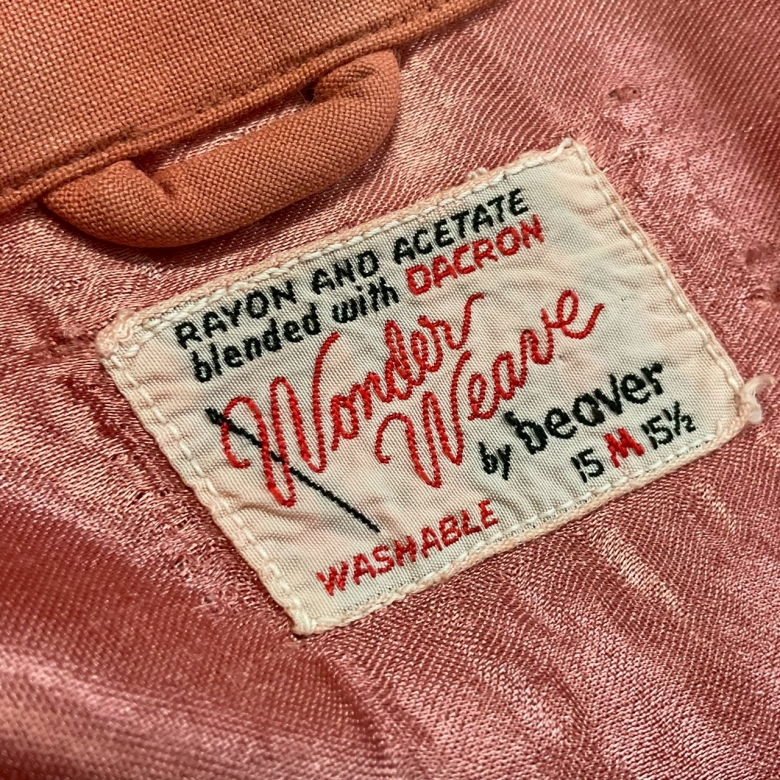 RAYON AND ACETATE
blended with DACRON
Wonder
Weave
by beaver
15 M 15½
WASHABLE